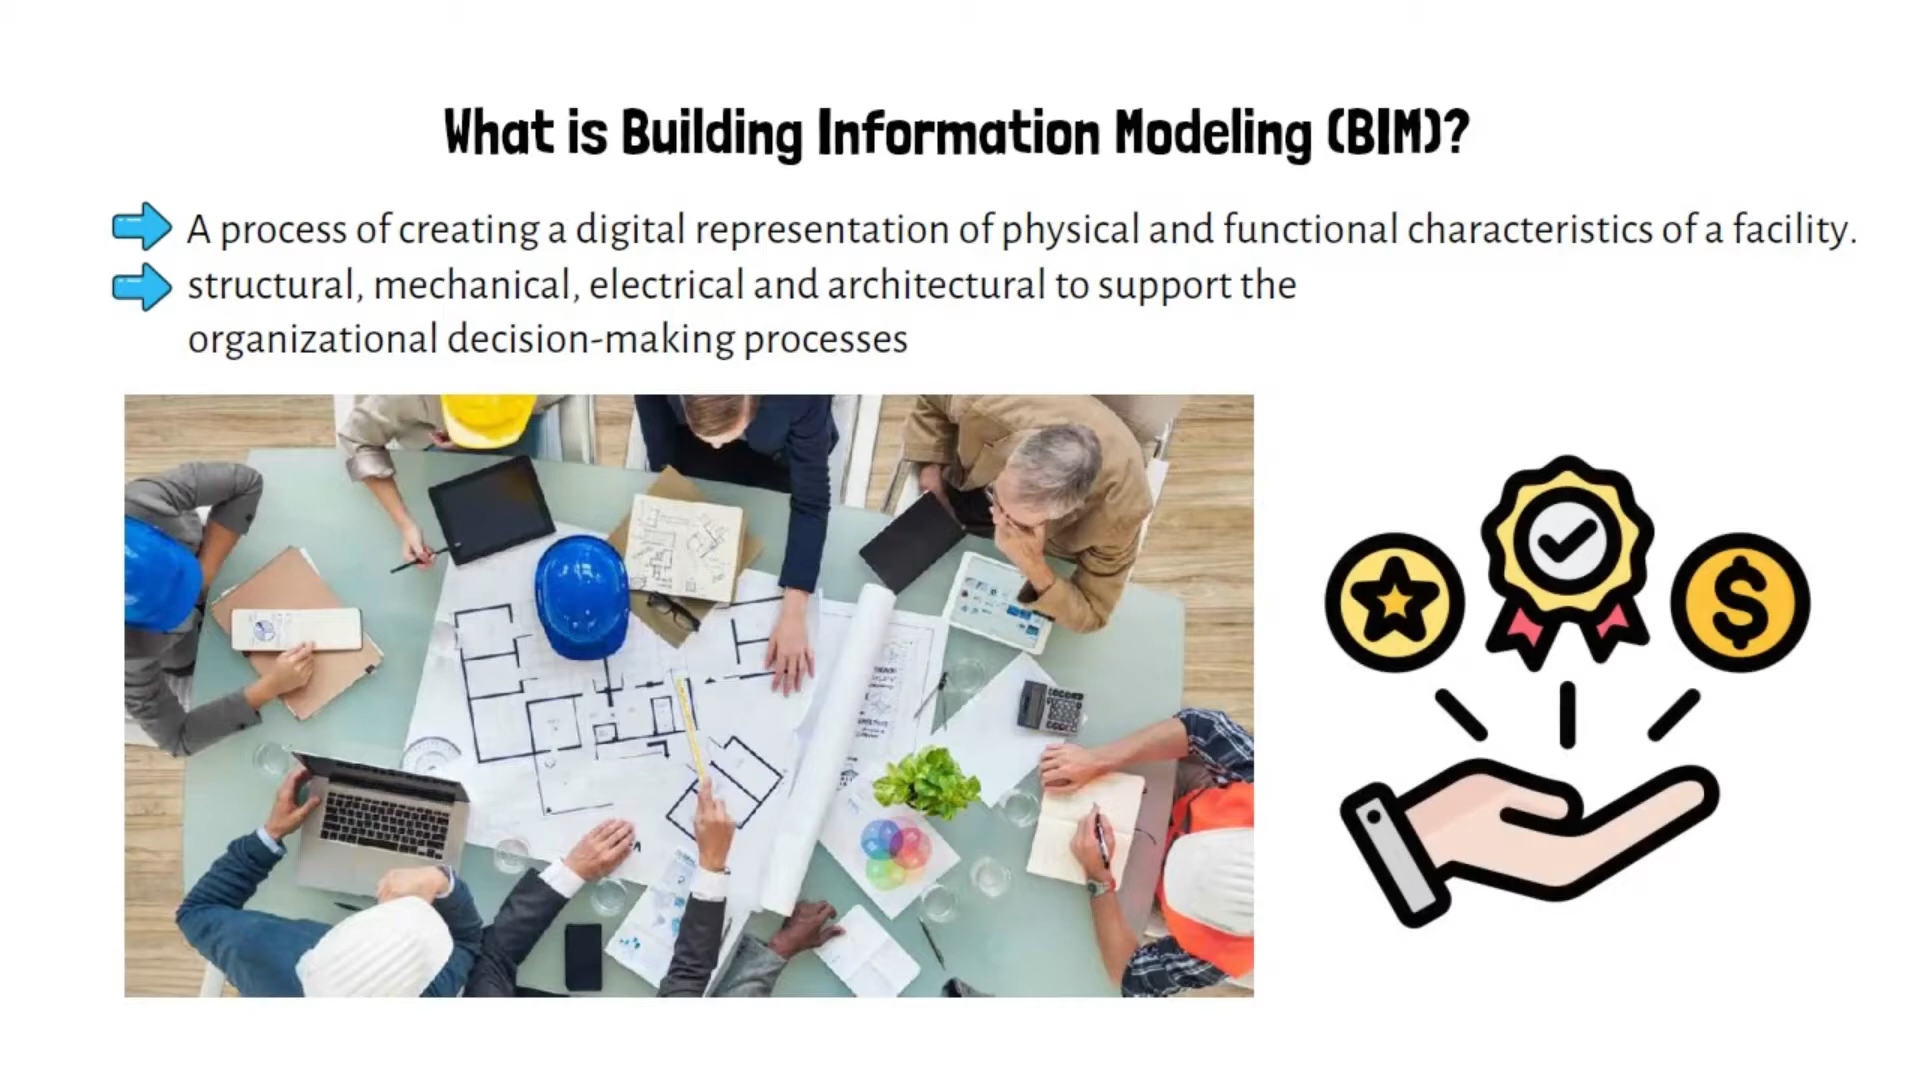 What is Building Information Modeling (BIM)?
A process of creating a digital representation of physical and functional characteristics of a facility.
structural, mechanical, electrical and architectural to support the
organizational decision-making processes
$